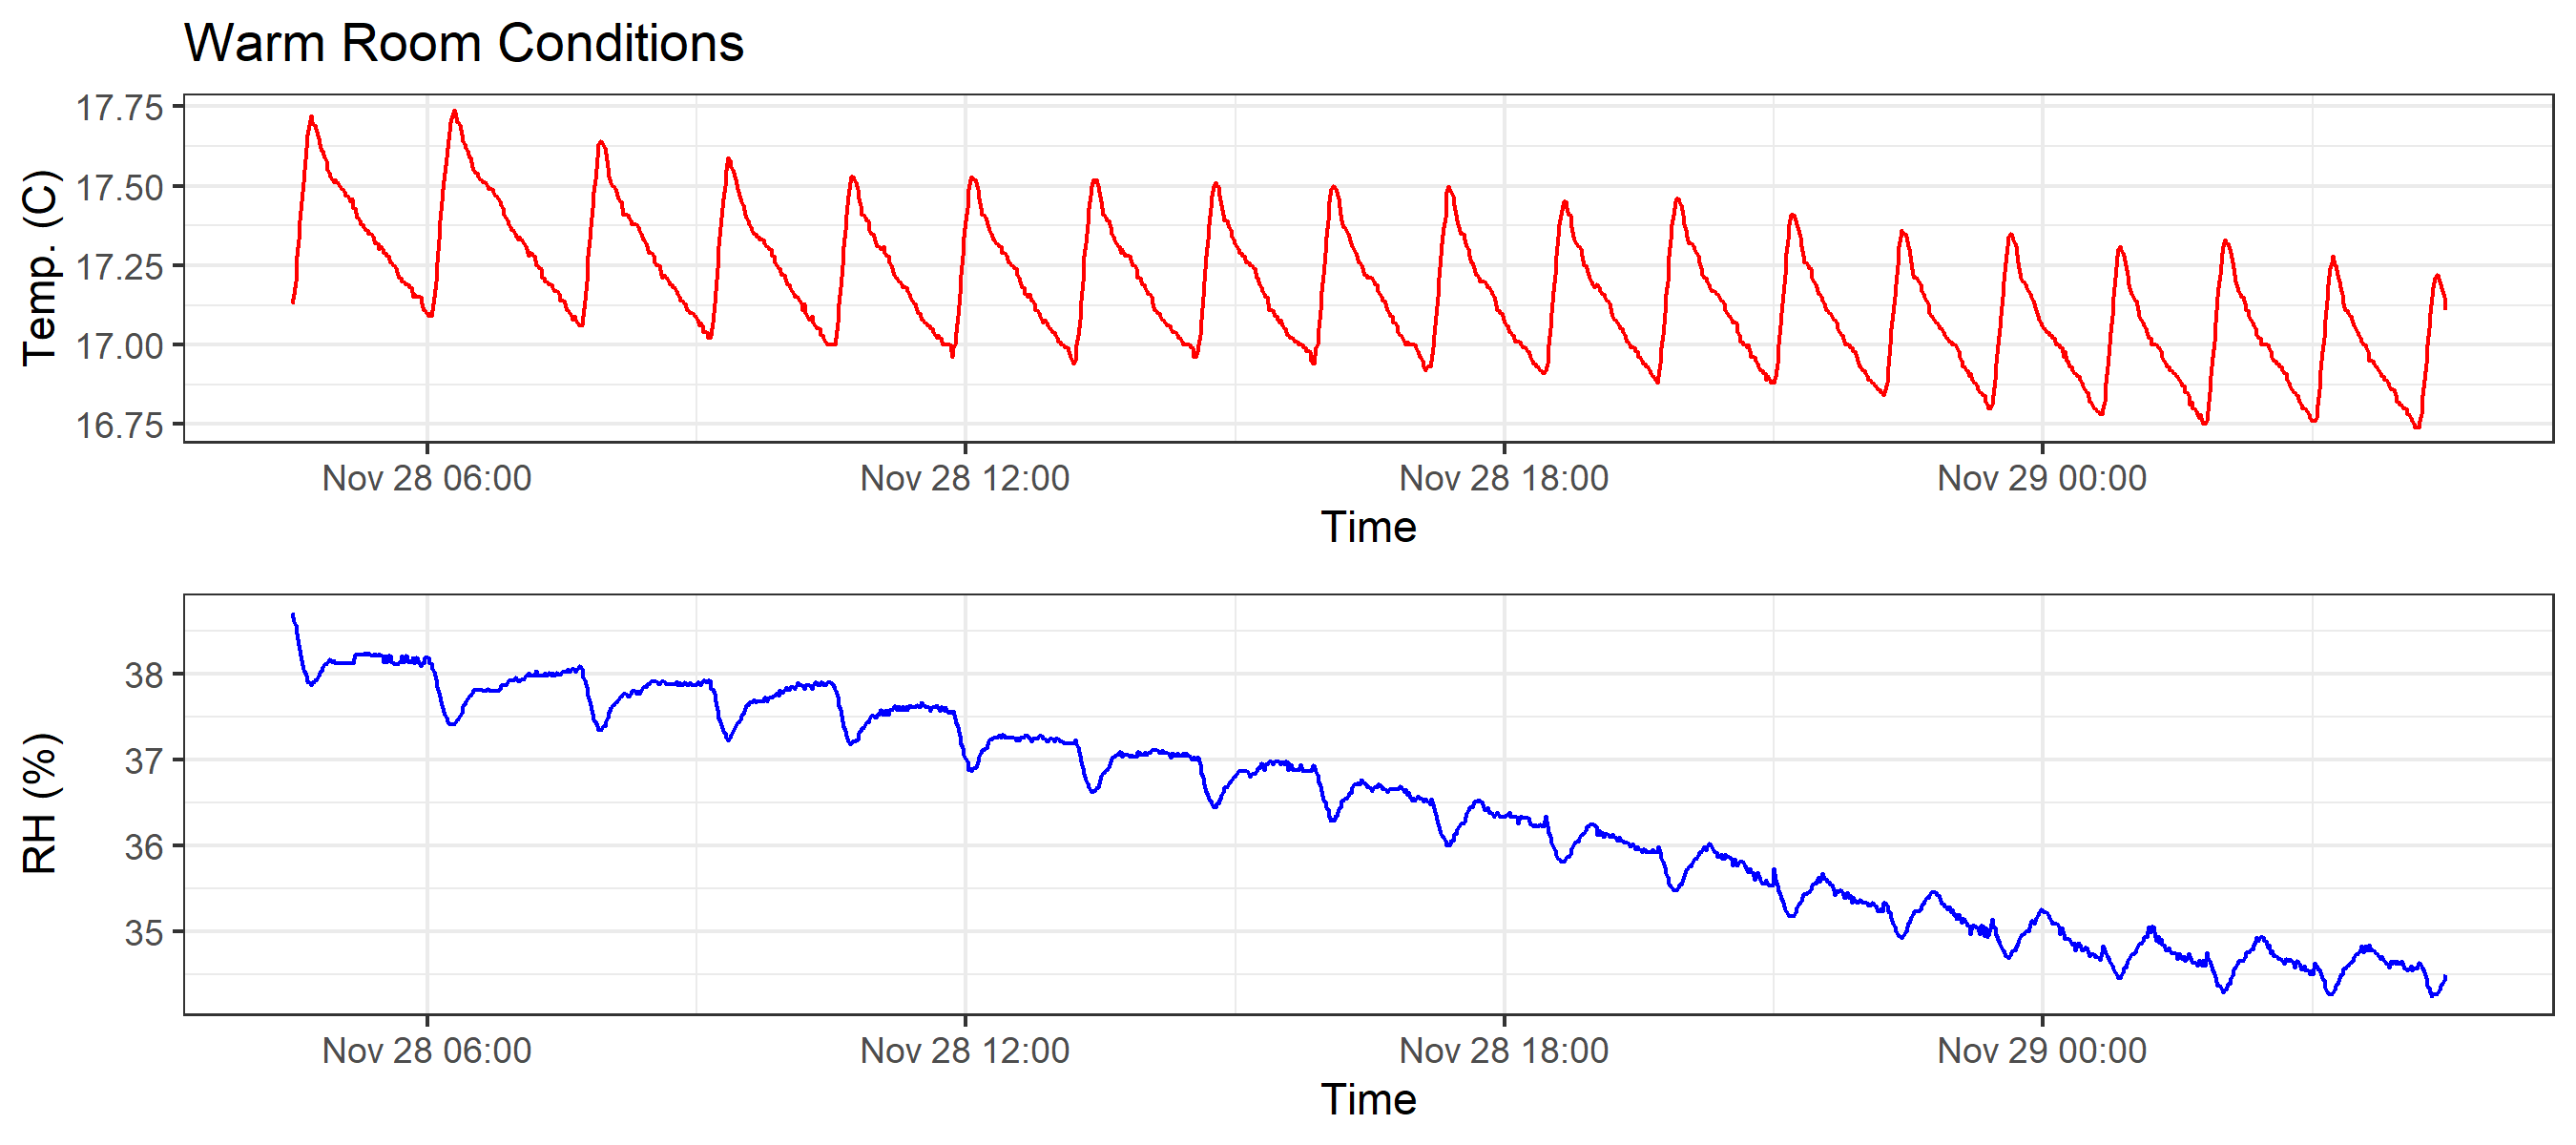 Warm Room Conditions
17.75
17.50
17.25
17.00
16.75
Temp. (C)
Nov 28 06:00 Nov 28 12:00 Nov 28 18:00 Nov 29 00:00
Time
38
37
36
35
RH (%)
Nov 28 06:00 Nov 28 12:00 Nov 28 18:00 Nov 29 00:00
Time